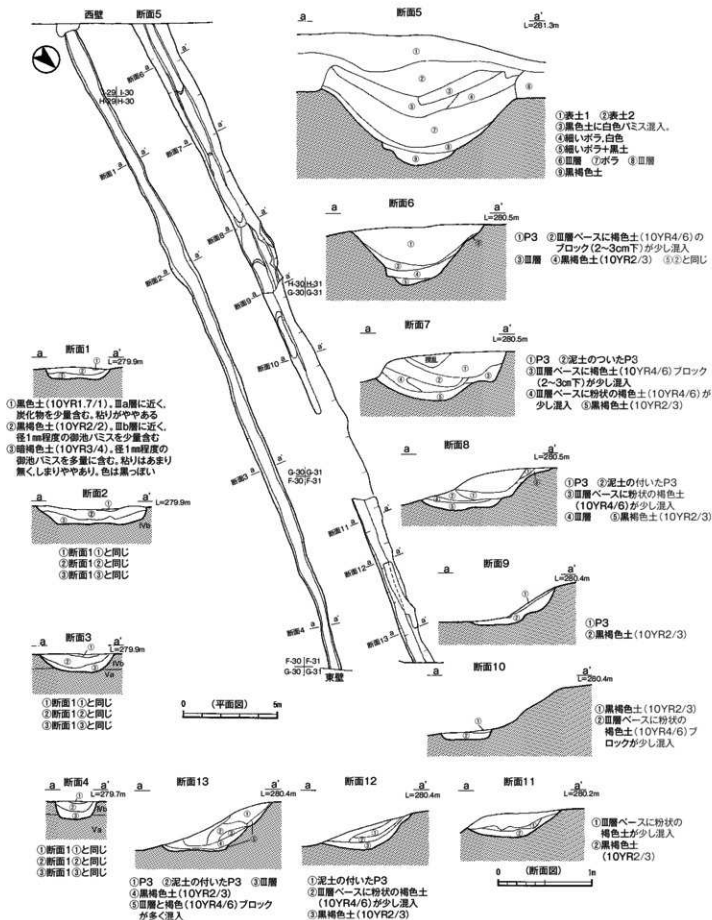 西壁
断面5
a
a'
断面6
a
a'
I-29 I-30
H-29 H-30
断面7
a
a'
断面1
a
a'
断面8
a
a'
断面2
a
a'
H-30 H-31
G-30 G-31
断面9
a
a'
断面10
a
a'
G-30 G-31
F-30 F-31
断面3
a
a'
断面11
a
a'
断面12
a
a'
断面13
a
a'
断面4
a
a'
F-30 F-31
G-30 G-31
東壁
0 (平面図) 5m
断面5
a
a'
L=281.3m
①
②
③
④
⑤
⑥
⑦
⑧
⑨
①表土1 ②表土2
③黒色土に白色パミス混入。
④細いボラ,白色
⑤細いボラ+黒土
⑥Ⅲ層 ⑦ボラ ⑧Ⅲ層
⑨黒褐色土
断面6
a
a'
L=280.5m
①P3 ②Ⅲ層ベースに褐色土(10YR4/6)の
ブロック(2~3cm下)が少し混入
③Ⅲ層 ④黒褐色土(10YR2/3) ⑤②と同じ
断面7
a
a'
L=280.5m
撹乱
①P3 ②泥土のついたP3
③Ⅲ層ベースに褐色土(10YR4/6)ブロック
(2~3cm下)が少し混入
④Ⅲ層ベースに粉状の褐色土(10YR4/6)が
少し混入 ⑤黒褐色土(10YR2/3)
断面8
a
a'
L=280.5m
①P3 ②泥土の付いたP3
③Ⅲ層ベースに粉状の褐色土
(10YR4/6)が少し混入
④Ⅲ層 ⑤黒褐色土(10YR2/3)
断面9
a
a'
L=280.4m
①P3
②黒褐色土(10YR2/3)
断面10
a
a'
L=280.4m
①黒褐色土(10YR2/3)
②Ⅲ層ベースに粉状の
褐色土(10YR4/6)ブ
ロックが少し混入
断面1
a
a'
L=279.9m
①黒色土(10YR1.7/1)。Ⅲa層に近く,
炭化物を少量含む。粘りがややある
②黒褐色土(10YR2/2)。Ⅲb層に近く,
径1mm程度の御池パミスを少量含む
③暗褐色土(10YR3/4)。径1mm程度の
御池パミスを多量に含む。粘りはあまり
無く,しまりややあり。色は黒っぽい
断面2
a
a'
L=279.9m
Ⅳb
①断面1①と同じ
②断面1②と同じ
③断面1③と同じ
断面3
a
a'
L=279.9m
Ⅳb
Ⅴa
①断面1①と同じ
②断面1②と同じ
③断面1③と同じ
断面4
a
a'
L=279.7m
Ⅳb
Ⅴa
①断面1①と同じ
②断面1②と同じ
③断面1③と同じ
断面13
a
a'
L=280.4m
①P3 ②泥土の付いたP3 ③Ⅲ層
④黒褐色土(10YR2/3)
⑤Ⅲ層と褐色(10YR4/6)ブロック
が多く混入
断面12
a
a'
L=280.4m
①泥土の付いたP3
②Ⅲ層ベースに粉状の褐色土
(10YR4/6)が少し混入
③黒褐色土(10YR2/3)
断面11
a
a'
L=280.2m
①Ⅲ層ベースに粉状の
褐色土が少し混入
②黒褐色土
(10YR2/3)
0 (断面図) 1m